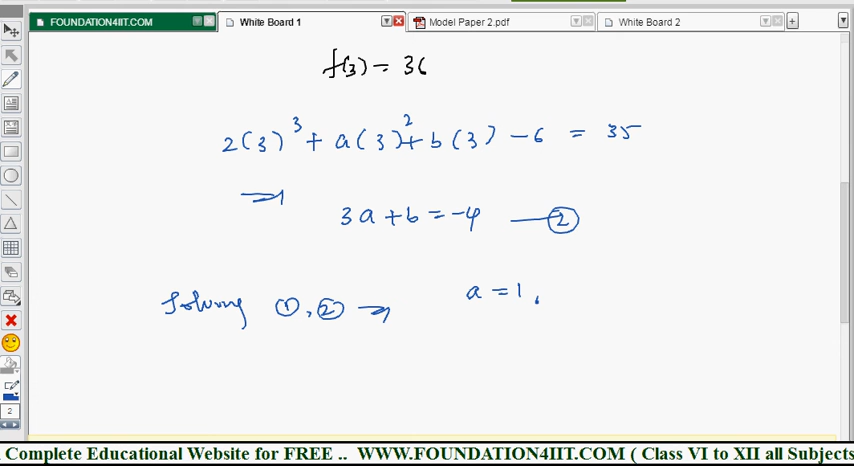 FOUNDATION4IIT.COM White Board 1 Model Paper 2.pdf White Board 2
f(3) = 36
2(3)³ + a(3)² + b(3) - 6 = 35
⇒
3a + b = -4 — ②
Solving ①, ② → a = 1,
2
Complete Educational Website for FREE .. WWW.FOUNDATION4IIT.COM ( Class VI to XII all Subjects